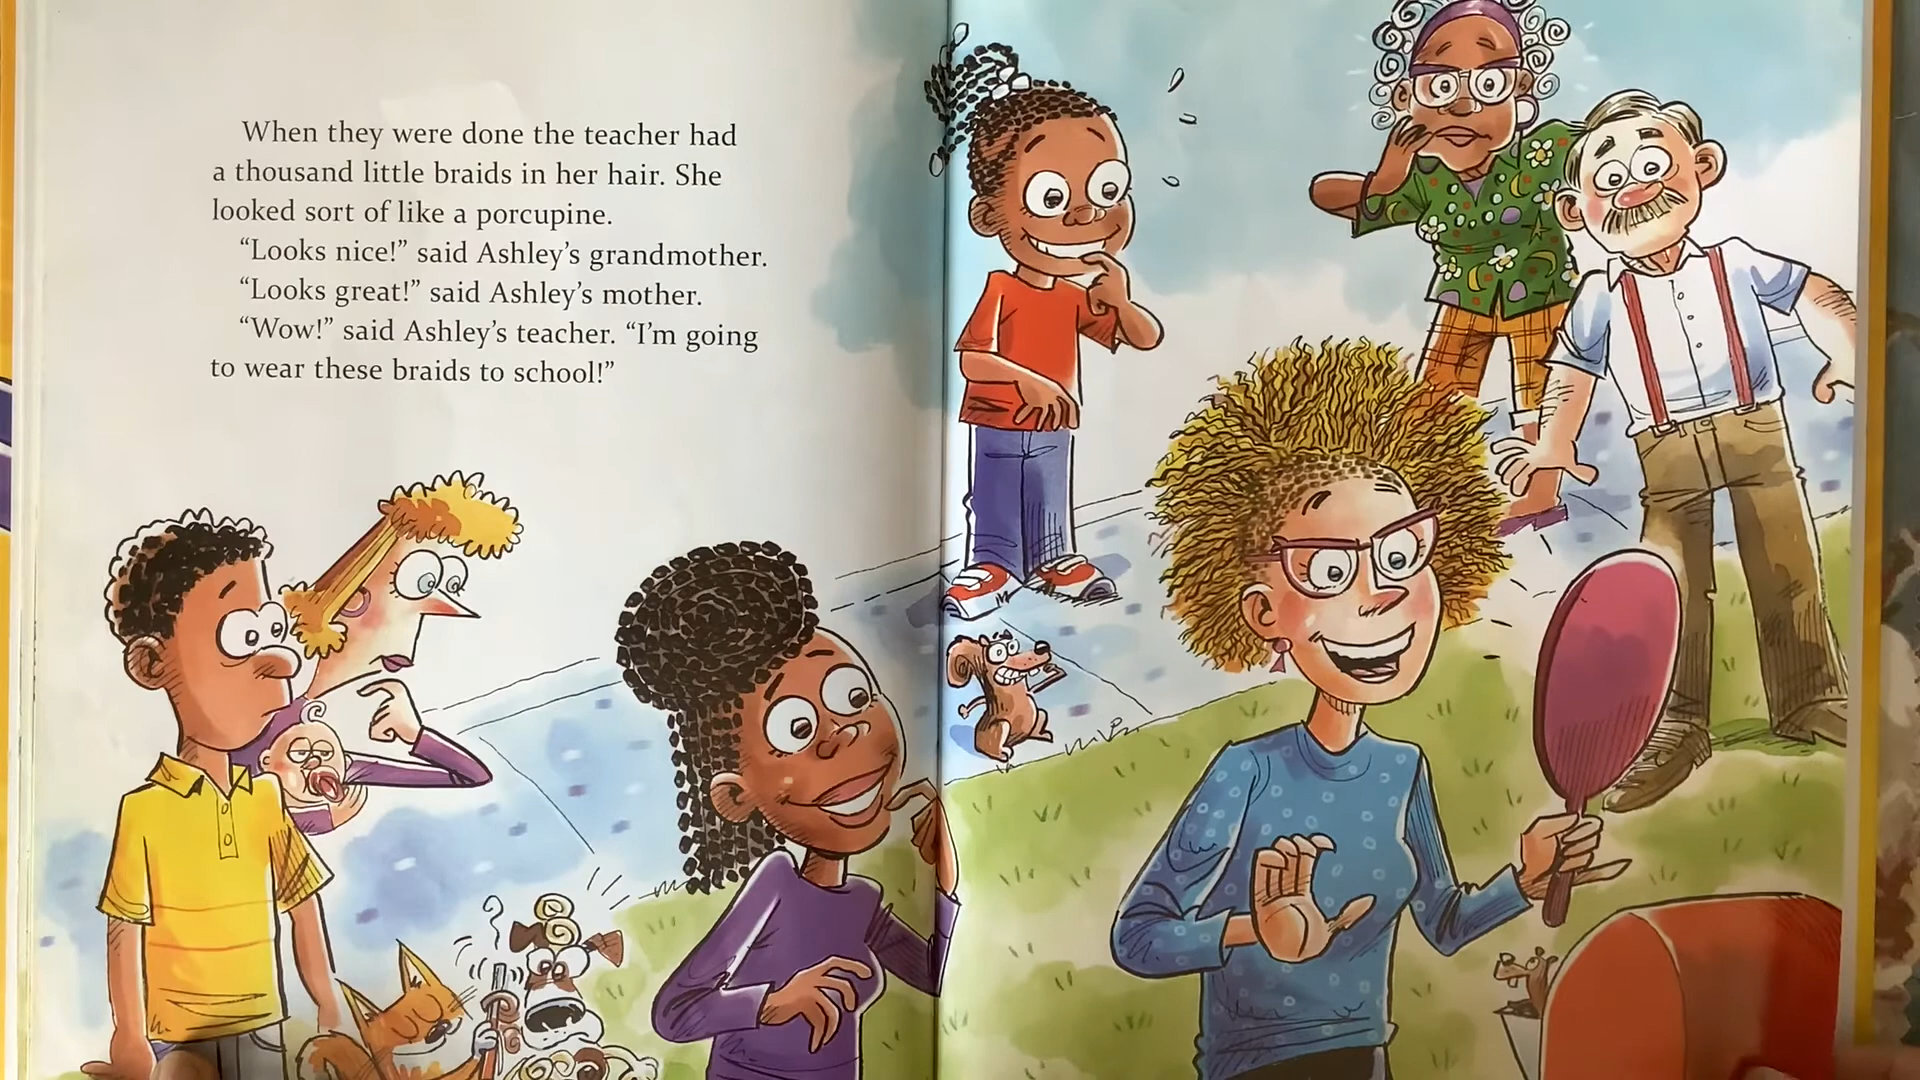 When they were done the teacher had
a thousand little braids in her hair. She
looked sort of like a porcupine.
“Looks nice!” said Ashley’s grandmother.
“Looks great!” said Ashley’s mother.
“Wow!” said Ashley’s teacher. “I’m going
to wear these braids to school!”